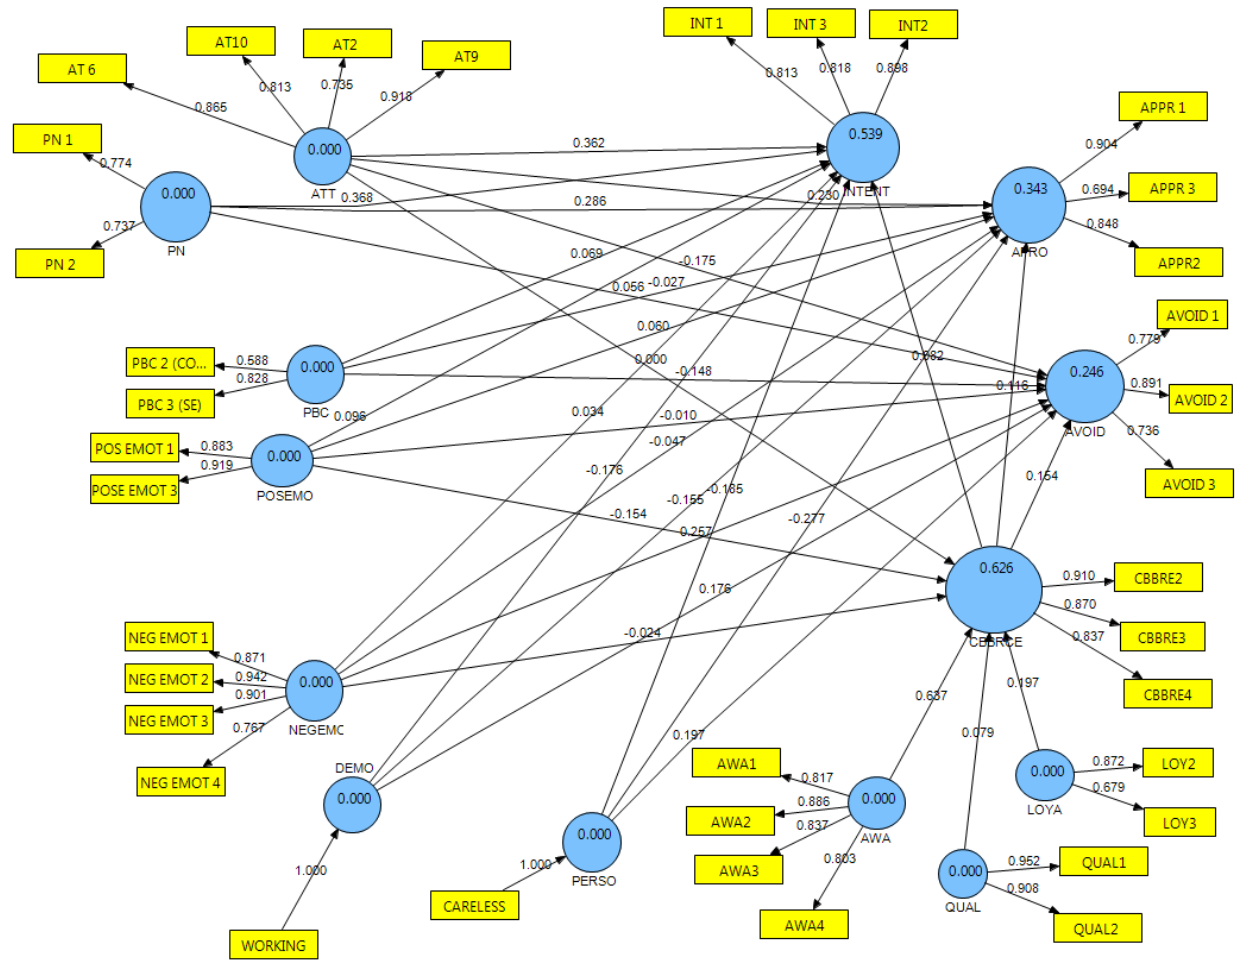 INT 1
INT 3
INT2
AT10
AT2
AT9
AT 6
0.813
0.818
0.898
0.813
0.735
0.918
0.865
APPR 1
PN 1
0.774
0.000
ATT
0.362
0.539
INTENT
0.904
0.000
PN
0.368
0.286
0.230
0.343
APRO
0.694
APPR 3
0.737
PN 2
0.848
APPR2
0.069
-0.175
0.056
-0.027
AVOID 1
0.060
0.779
PBC 2 (CO...
0.588
0.000
PBC
0.000
-0.148
0.082
0.116
0.246
AVOID
0.891
AVOID 2
PBC 3 (SE)
0.828
0.096
0.034
-0.010
-0.047
0.736
POS EMOT 1
0.883
0.000
POSEMO
0.919
POSE EMOT 3
-0.176
-0.185
-0.155
0.154
AVOID 3
-0.154
0.257
-0.277
0.626
CBBRCE
0.910
CBBRE2
0.176
0.870
CBBRE3
NEG EMOT 1
0.871
-0.024
0.837
NEG EMOT 2
0.942
0.000
NEGEMO
0.901
NEG EMOT 3
0.637
0.197
CBBRE4
0.767
NEG EMOT 4
0.197
0.079
DEMO
0.000
AWA1
0.817
0.000
AWA
0.000
LOYA
0.872
LOY2
0.679
LOY3
AWA2
0.886
0.837
AWA3
0.803
0.000
PERSO
1.000
1.000
CARELESS
WORKING
AWA4
0.000
QUAL
0.952
QUAL1
0.908
QUAL2